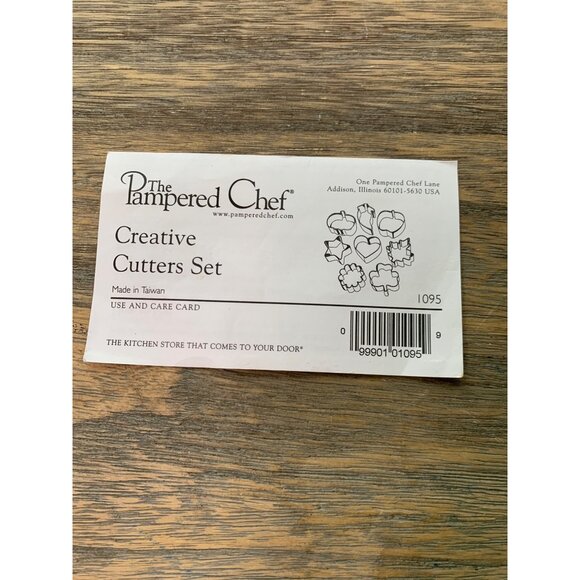 The
Pampered Chef®
www.pamperedchef.com
One Pampered Chef Lane
Addison, Illinois 60101-5630 USA
Creative
Cutters Set
Made in Taiwan
USE AND CARE CARD
1095
THE KITCHEN STORE THAT COMES TO YOUR DOOR®
0 99901 01095 9